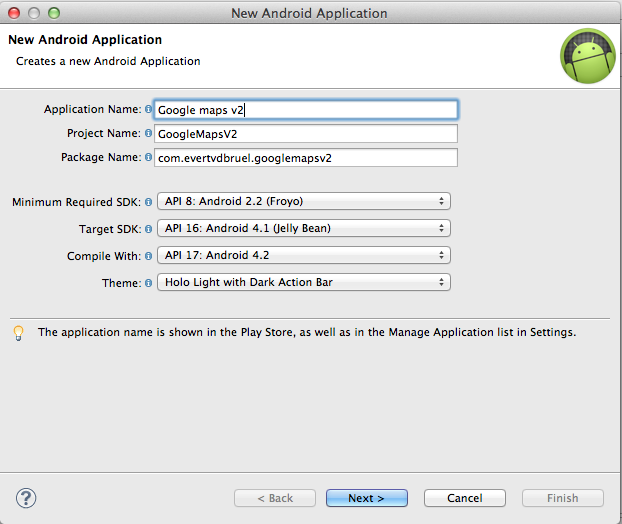 New Android Application
New Android Application
Creates a new Android Application
Application Name: Google maps v2
Project Name: GoogleMapsV2
Package Name: com.evertvdbruel.googlemapsv2
Minimum Required SDK: API 8: Android 2.2 (Froyo)
Target SDK: API 16: Android 4.1 (Jelly Bean)
Compile With: API 17: Android 4.2
Theme: Holo Light with Dark Action Bar
The application name is shown in the Play Store, as well as in the Manage Application list in Settings.
? < Back Next > Cancel Finish